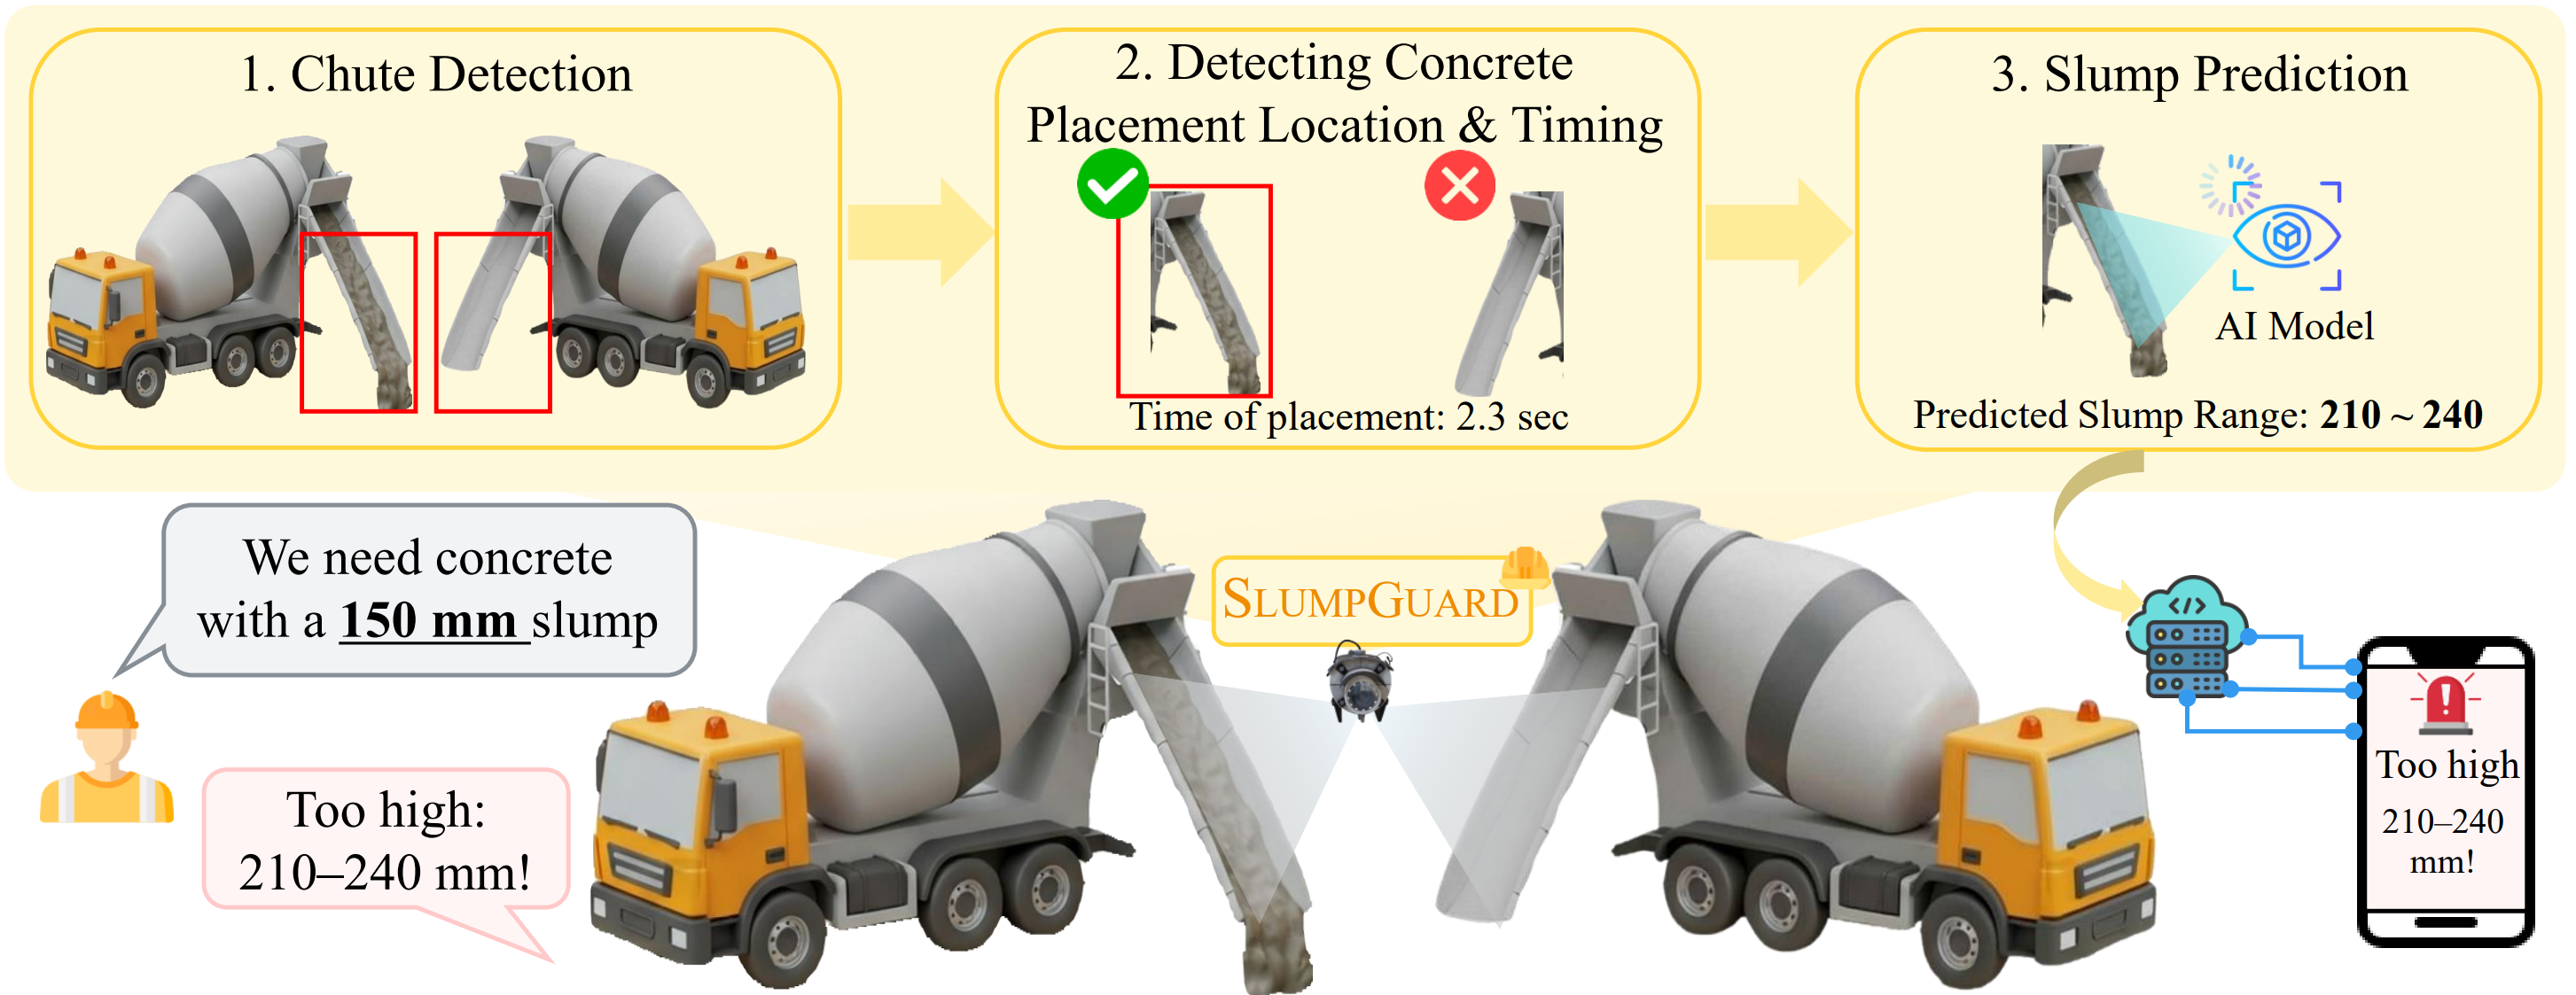 1. Chute Detection
2. Detecting Concrete
Placement Location & Timing
Time of placement: 2.3 sec
3. Slump Prediction
AI Model
Predicted Slump Range: 210 ~ 240
We need concrete
with a 150 mm slump
Too high:
210–240 mm!
SLUMPGUARD
Too high
210–240
mm!